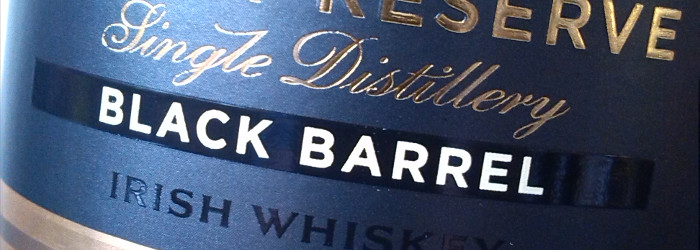 RESERVE
Single Distillery
BLACK BARREL
IRISH WHISKEY